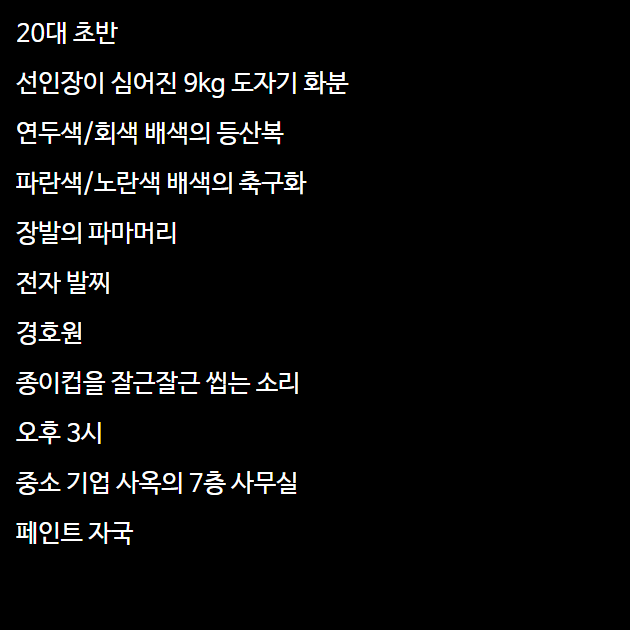 20대 초반
선인장이 심어진 9kg 도자기 화분
연두색/회색 배색의 등산복
파란색/노란색 배색의 축구화
장발의 파마머리
전자 발찌
경호원
종이컵을 잘근잘근 씹는 소리
오후 3시
중소 기업 사옥의 7층 사무실
페인트 자국